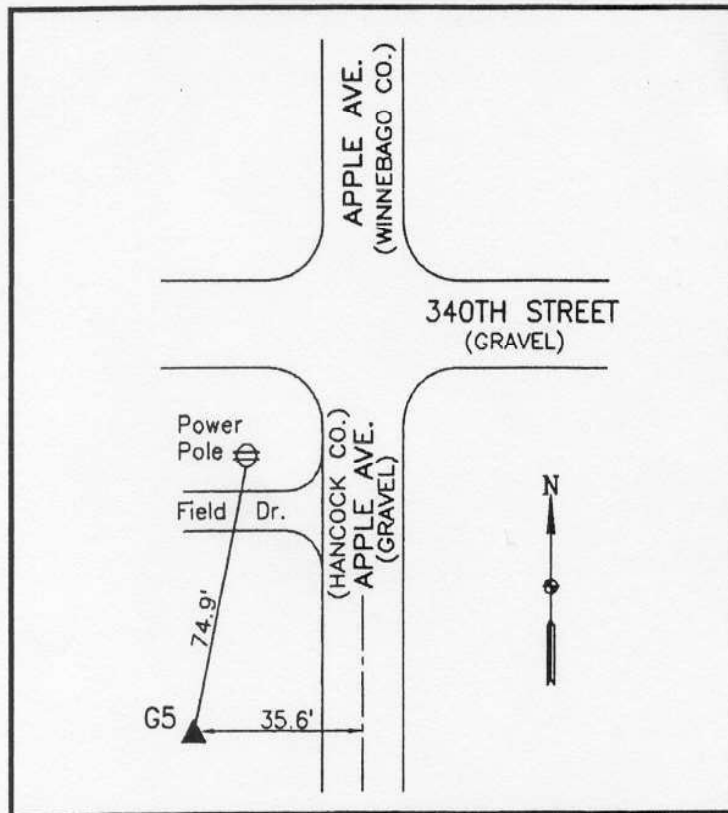 APPLE AVE.
(WINNEBAGO CO.)
340TH STREET
(GRAVEL)
Power
Pole
(HANCOCK CO.)
APPLE AVE.
(GRAVEL)
Field Dr.
N
74.9'
G5
35.6'